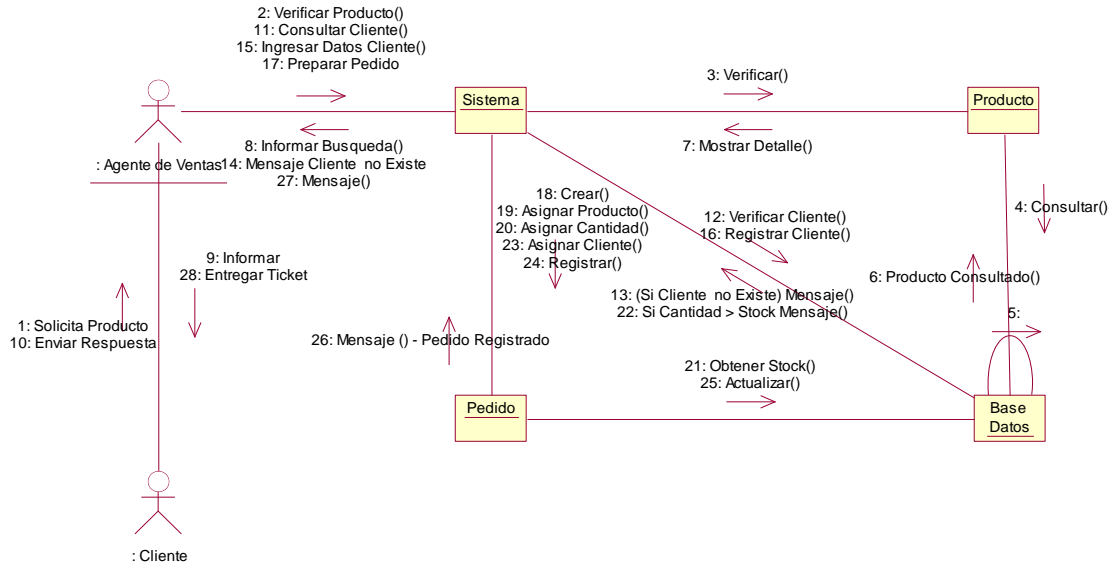 2: Verificar Producto()
11: Consultar Cliente()
15: Ingresar Datos Cliente()
17: Preparar Pedido
3: Verificar()
Sistema
Producto
8: Informar Busqueda()
7: Mostrar Detalle()
: Agente de Ventas
14: Mensaje Cliente no Existe
27: Mensaje()
18: Crear()
19: Asignar Producto()
20: Asignar Cantidad()
23: Asignar Cliente()
24: Registrar()
12: Verificar Cliente()
16: Registrar Cliente()
4: Consultar()
9: Informar
28: Entregar Ticket
6: Producto Consultado()
13: (Si Cliente no Existe) Mensaje()
22: Si Cantidad > Stock Mensaje()
5:
1: Solicita Producto
10: Enviar Respuesta
26: Mensaje () - Pedido Registrado
21: Obtener Stock()
25: Actualizar()
Pedido
Base
Datos
: Cliente